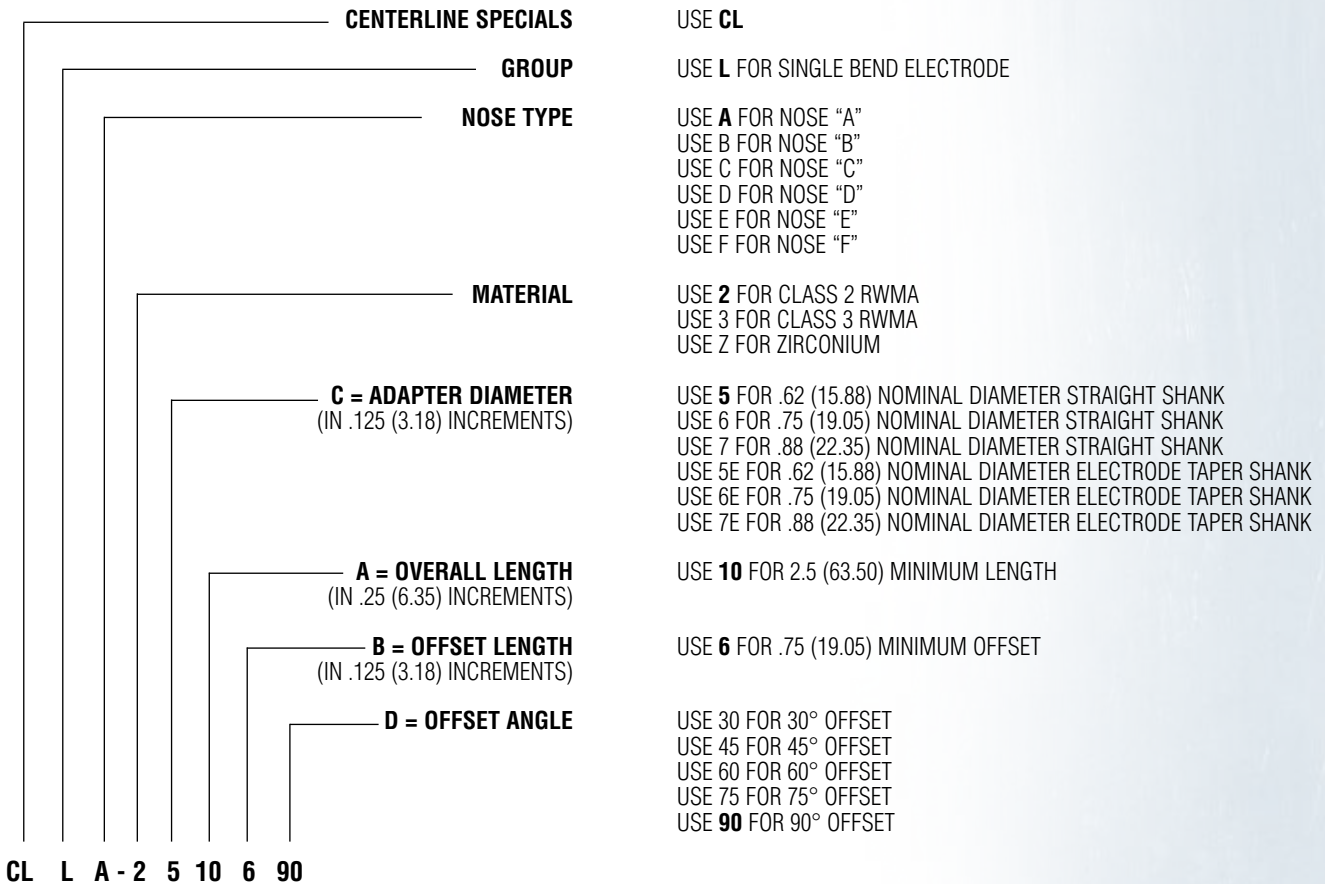 CENTERLINE SPECIALS USE CL
GROUP USE L FOR SINGLE BEND ELECTRODE
NOSE TYPE USE A FOR NOSE “A”
USE B FOR NOSE “B”
USE C FOR NOSE “C”
USE D FOR NOSE “D”
USE E FOR NOSE “E”
USE F FOR NOSE “F”
MATERIAL USE 2 FOR CLASS 2 RWMA
USE 3 FOR CLASS 3 RWMA
USE Z FOR ZIRCONIUM
C = ADAPTER DIAMETER USE 5 FOR .62 (15.88) NOMINAL DIAMETER STRAIGHT SHANK
(IN .125 (3.18) INCREMENTS) USE 6 FOR .75 (19.05) NOMINAL DIAMETER STRAIGHT SHANK
USE 7 FOR .88 (22.35) NOMINAL DIAMETER STRAIGHT SHANK
USE 5E FOR .62 (15.88) NOMINAL DIAMETER ELECTRODE TAPER SHANK
USE 6E FOR .75 (19.05) NOMINAL DIAMETER ELECTRODE TAPER SHANK
USE 7E FOR .88 (22.35) NOMINAL DIAMETER ELECTRODE TAPER SHANK
A = OVERALL LENGTH USE 10 FOR 2.5 (63.50) MINIMUM LENGTH
(IN .25 (6.35) INCREMENTS)
B = OFFSET LENGTH USE 6 FOR .75 (19.05) MINIMUM OFFSET
(IN .125 (3.18) INCREMENTS)
D = OFFSET ANGLE USE 30 FOR 30° OFFSET
USE 45 FOR 45° OFFSET
USE 60 FOR 60° OFFSET
USE 75 FOR 75° OFFSET
USE 90 FOR 90° OFFSET
CL L A - 2 5 10 6 90